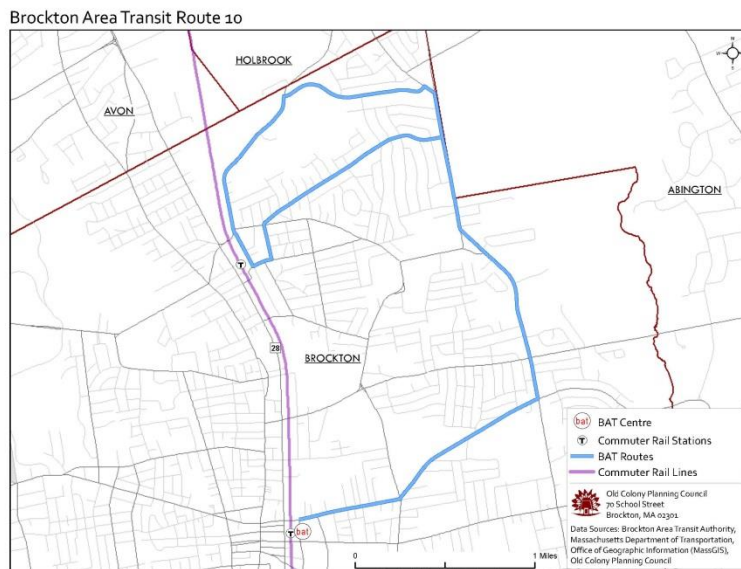 Brockton Area Transit Route 10
HOLBROOK
AVON
N
S
ABINGTON
T
28
BROCKTON
T bat
bat BAT Centre
T Commuter Rail Stations
BAT Routes
Commuter Rail Lines
Old Colony Planning Council
70 School Street
Brockton, MA 02301
Data Sources: Brockton Area Transit Authority,
Massachusetts Department of Transportation,
Office of Geographic Information (MassGIS),
Old Colony Planning Council
0 1 Miles